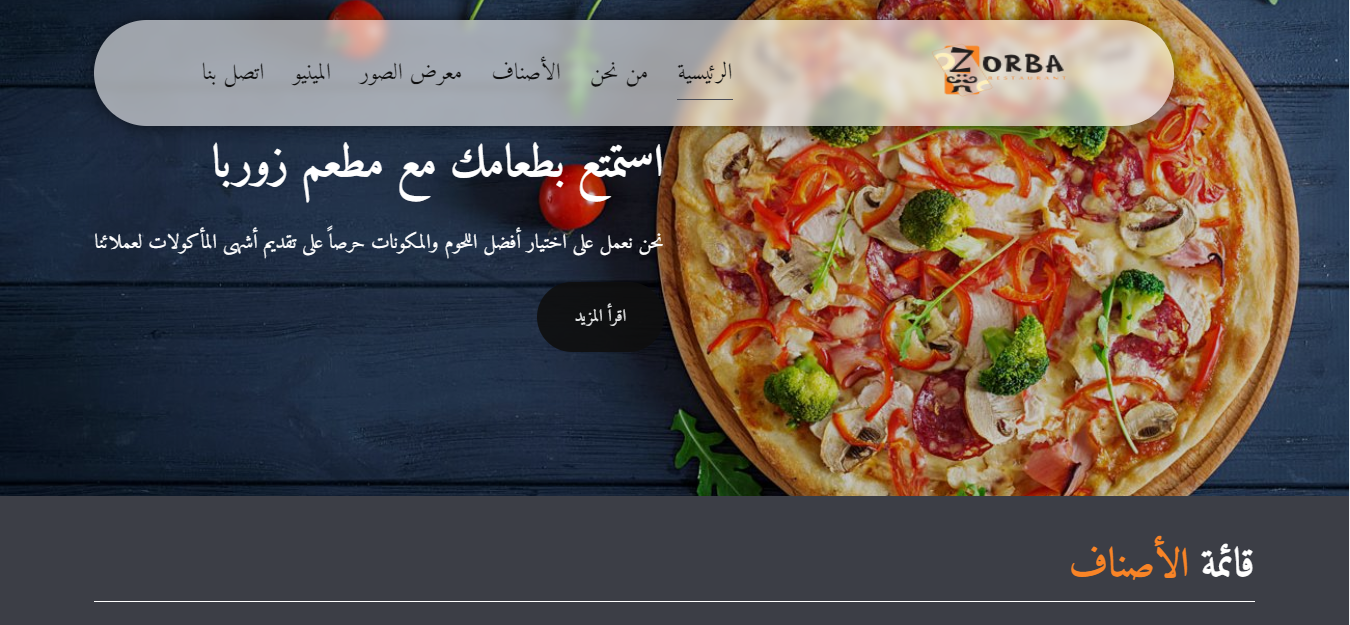 ZORBA
RESTAURANT
الرئيسية من نحن الأصناف معرض الصور المينيو اتصل بنا
استمتع بطعامك مع مطعم زوربا
نحن نعمل على اختيار أفضل اللحوم والمكونات حرصاً على تقديم أشهى المأكولات لعملائنا
اقرأ المزيد
قائمة الأصناف